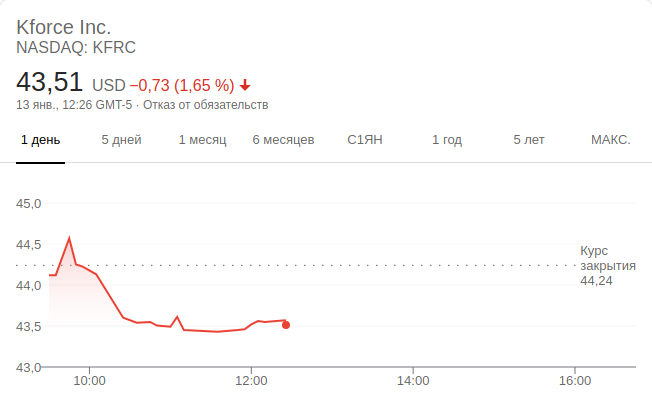 Kforce Inc.
NASDAQ: KFRC
43,51 USD −0,73 (1,65 %)
13 янв., 12:26 GMT-5 · Отказ от обязательств
1 день 5 дней 1 месяц 6 месяцев С1ЯН 1 год 5 лет МАКС.
45,0
44,5
Курс
закрытия
44,24
44,0
43,5
43,0
10:00 12:00 14:00 16:00